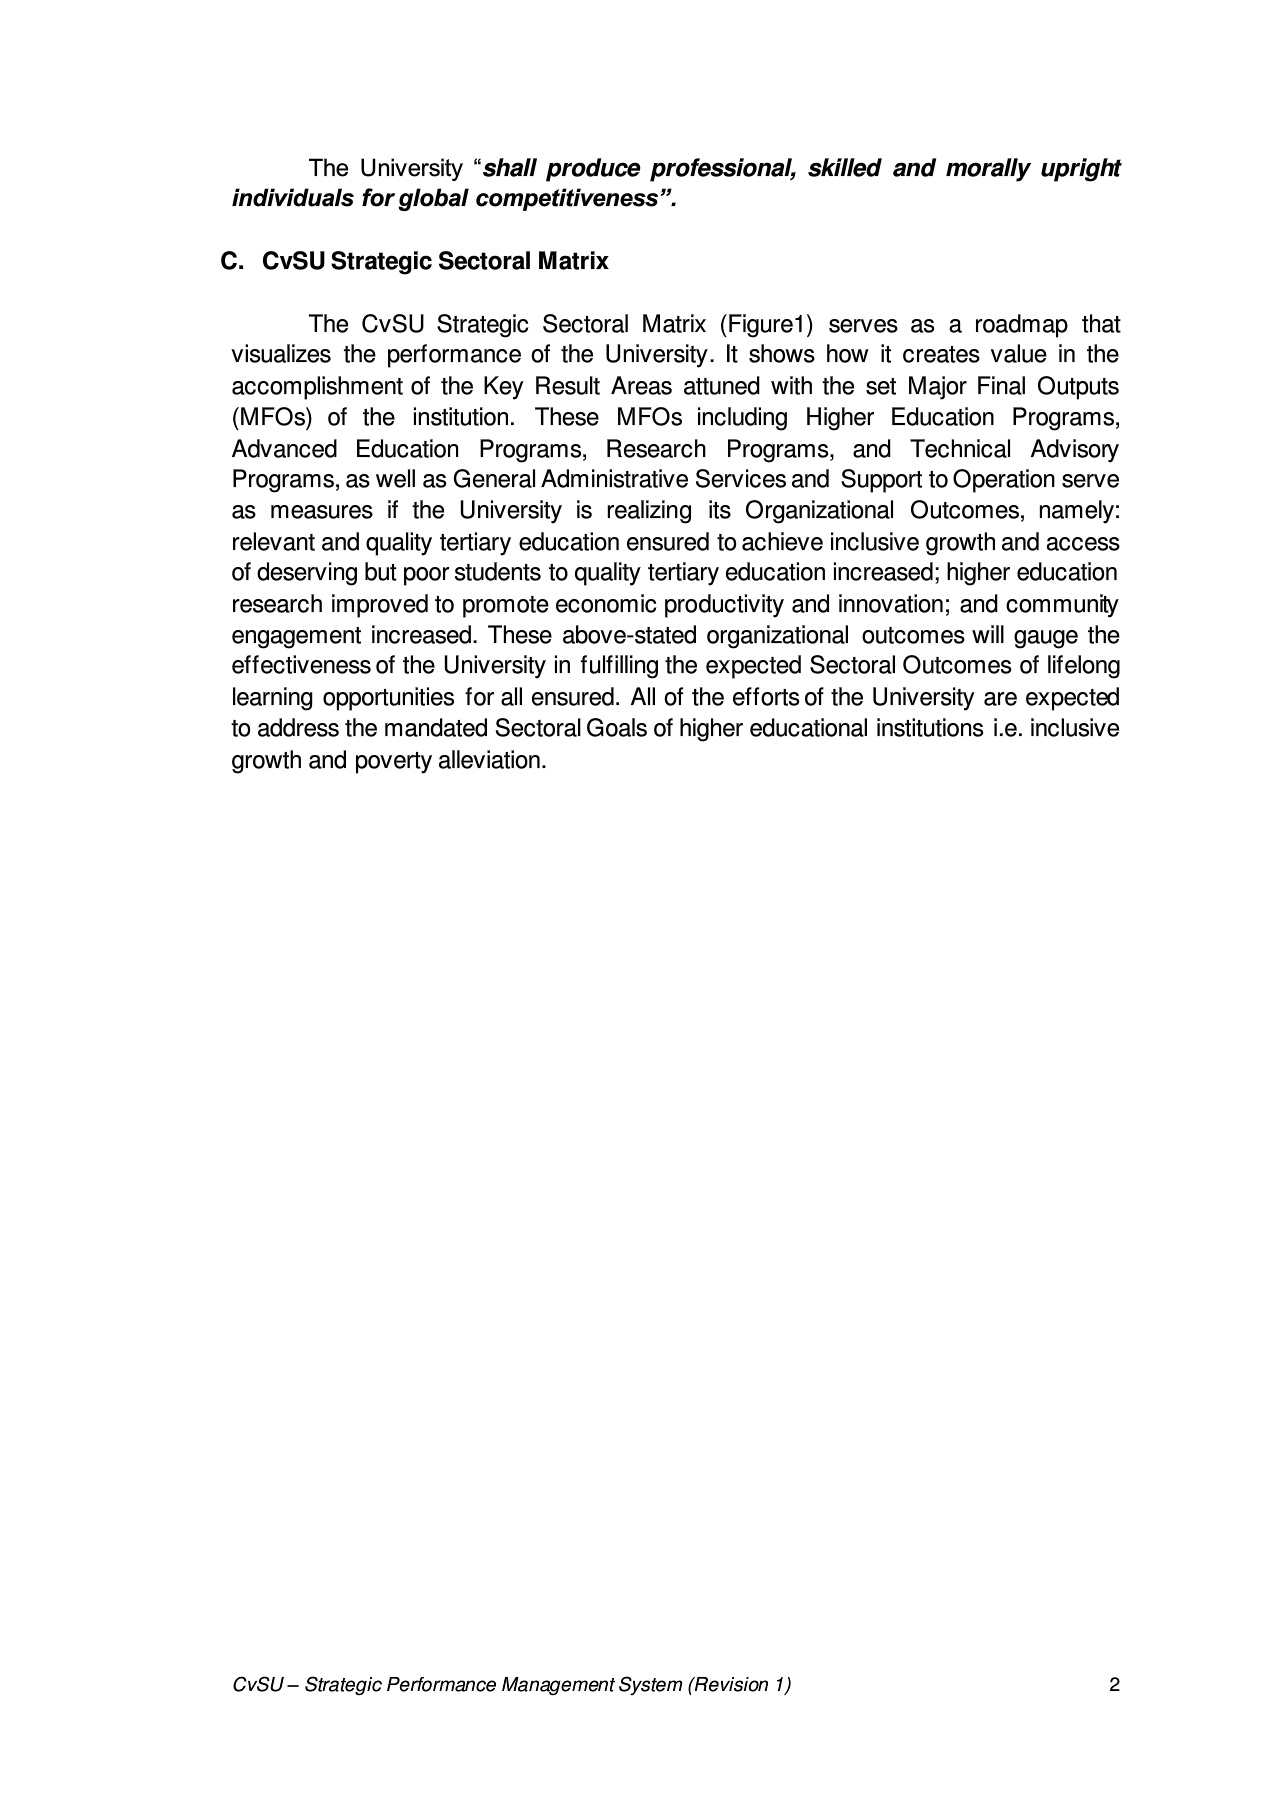 The University “shall produce professional, skilled and morally upright
individuals for global competitiveness”.
C. CvSU Strategic Sectoral Matrix
The CvSU Strategic Sectoral Matrix (Figure1) serves as a roadmap that
visualizes the performance of the University. It shows how it creates value in the
accomplishment of the Key Result Areas attuned with the set Major Final Outputs
(MFOs) of the institution. These MFOs including Higher Education Programs,
Advanced Education Programs, Research Programs, and Technical Advisory
Programs, as well as General Administrative Services and Support to Operation serve
as measures if the University is realizing its Organizational Outcomes, namely:
relevant and quality tertiary education ensured to achieve inclusive growth and access
of deserving but poor students to quality tertiary education increased; higher education
research improved to promote economic productivity and innovation; and community
engagement increased. These above-stated organizational outcomes will gauge the
effectiveness of the University in fulfilling the expected Sectoral Outcomes of lifelong
learning opportunities for all ensured. All of the efforts of the University are expected
to address the mandated Sectoral Goals of higher educational institutions i.e. inclusive
growth and poverty alleviation.
CvSU – Strategic Performance Management System (Revision 1) 2